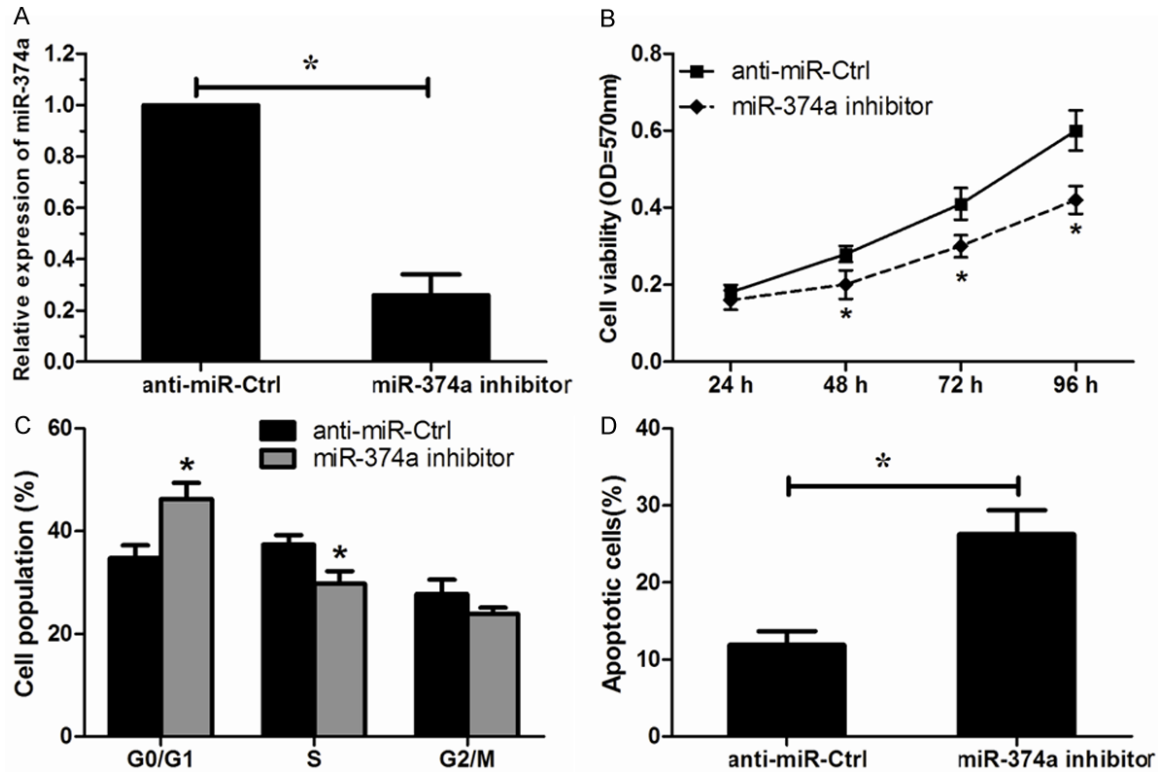 A
Relative expression of miR-374a
1.2
1.0
0.8
0.6
0.4
0.2
0.0
*
anti-miR-Ctrl
miR-374a inhibitor
B
Cell viability (OD=570nm)
0.8
0.6
0.4
0.2
0.0
anti-miR-Ctrl
miR-374a inhibitor
*
*
*
24 h
48 h
72 h
96 h
C
Cell population (%)
60
40
20
0
anti-miR-Ctrl
miR-374a inhibitor
*
*
G0/G1
S
G2/M
D
Apoptotic cells(%)
40
30
20
10
0
*
anti-miR-Ctrl
miR-374a inhibitor